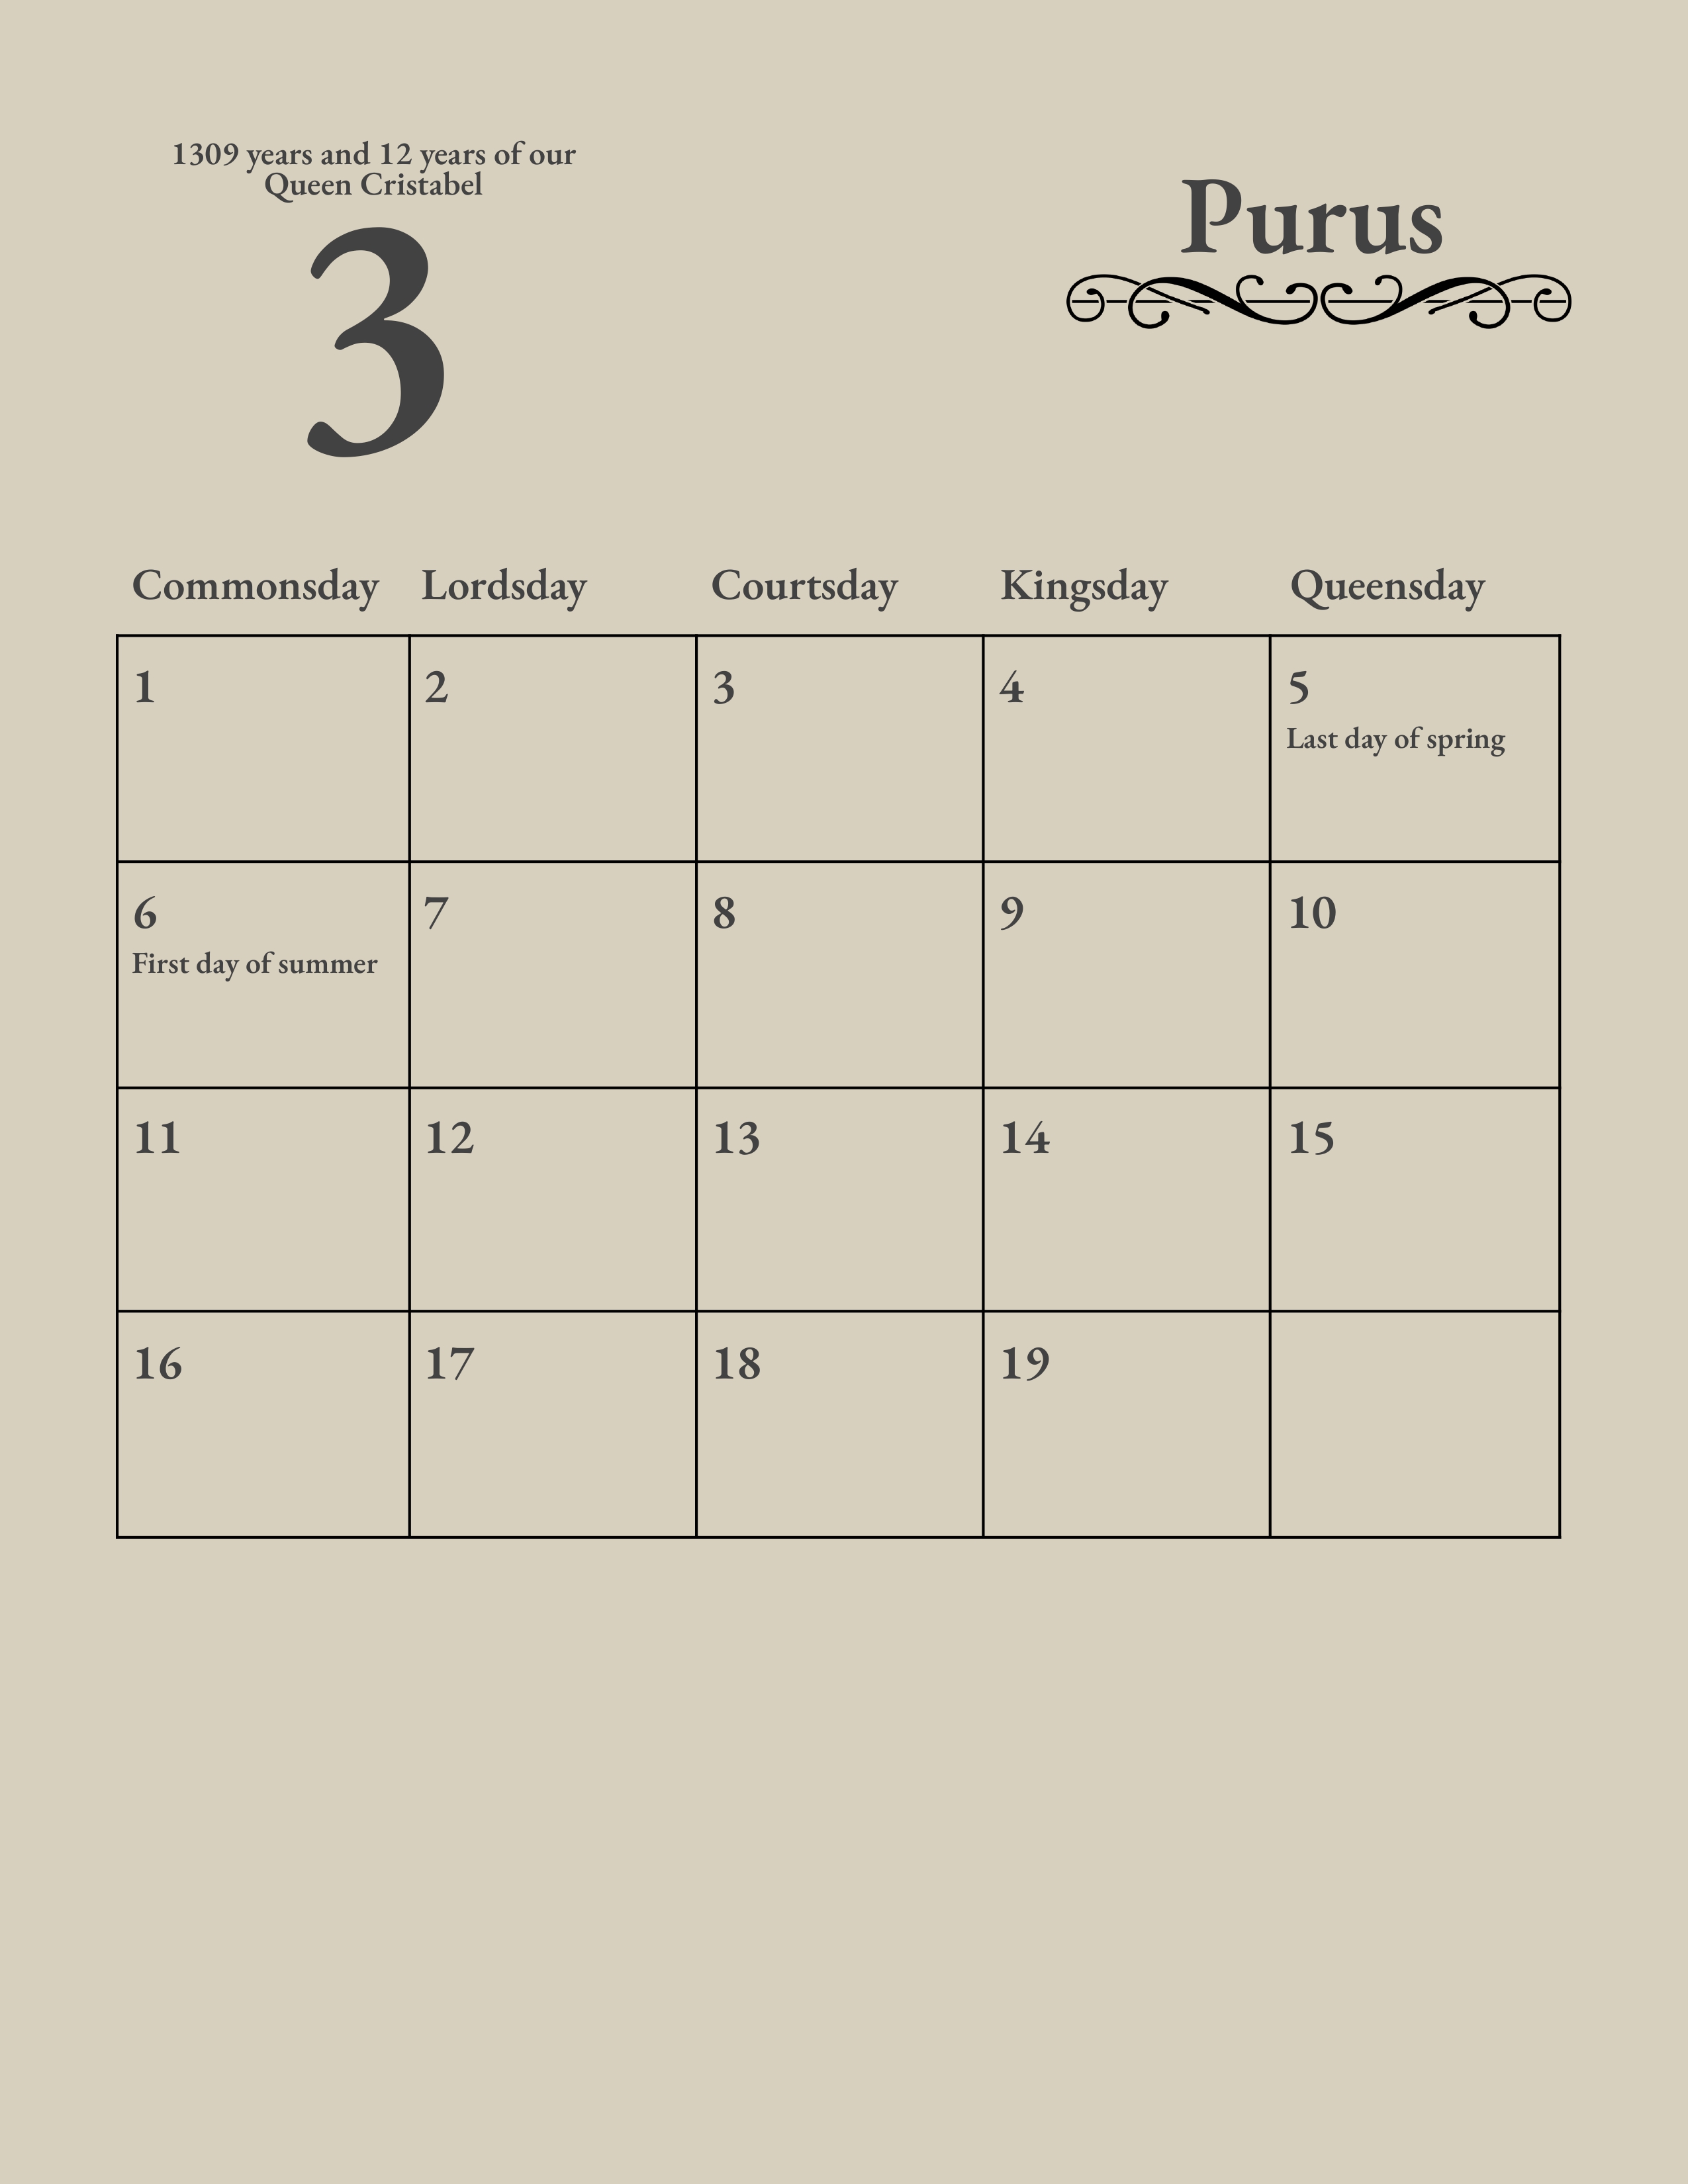 1309 years and 12 years of our
Queen Cristabel
3
Purus
Commonsday Lordsday Courtsday Kingsday Queensday
1 2 3 4 5
Last day of spring
6 7 8 9 10
First day of summer
11 12 13 14 15
16 17 18 19